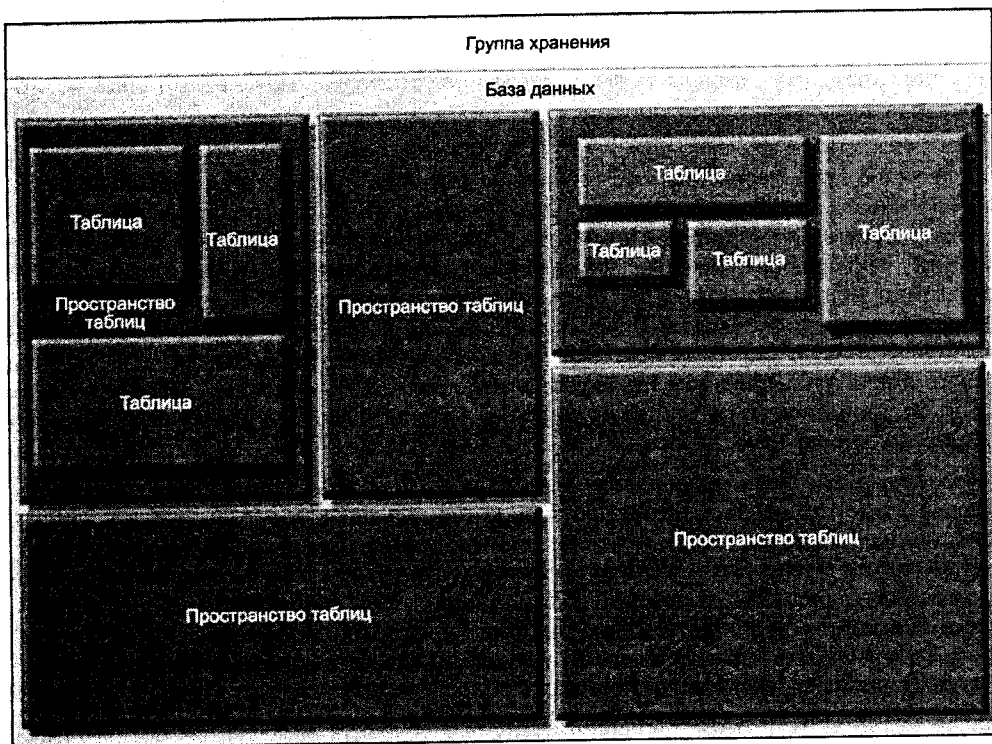 Группа хранения
База данных
Таблица
Таблица
Пространство
таблиц
Таблица
Пространство таблиц
Таблица
Таблица
Таблица
Таблица
Пространство таблиц
Пространство таблиц